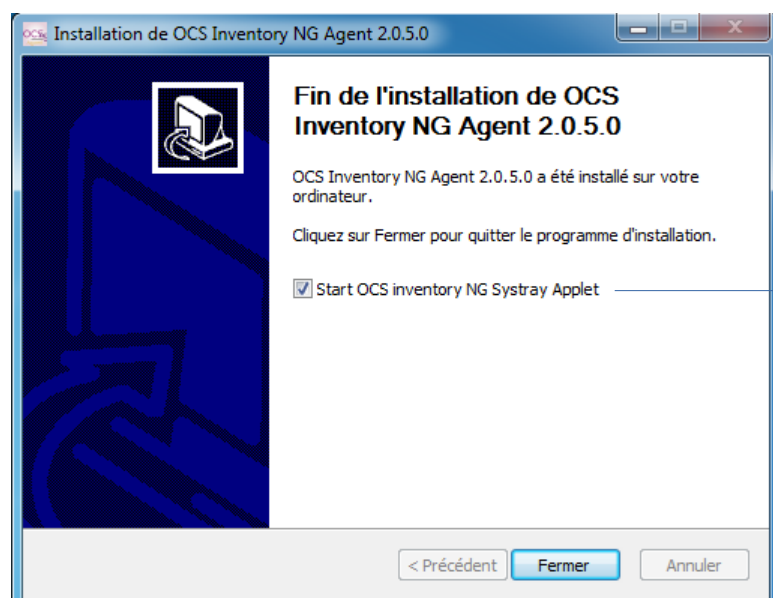 Installation de OCS Inventory NG Agent 2.0.5.0
Fin de l'installation de OCS
Inventory NG Agent 2.0.5.0
OCS Inventory NG Agent 2.0.5.0 a été installé sur votre
ordinateur.
Cliquez sur Fermer pour quitter le programme d'installation.
Start OCS inventory NG Systray Applet
< Précédent
Fermer
Annuler